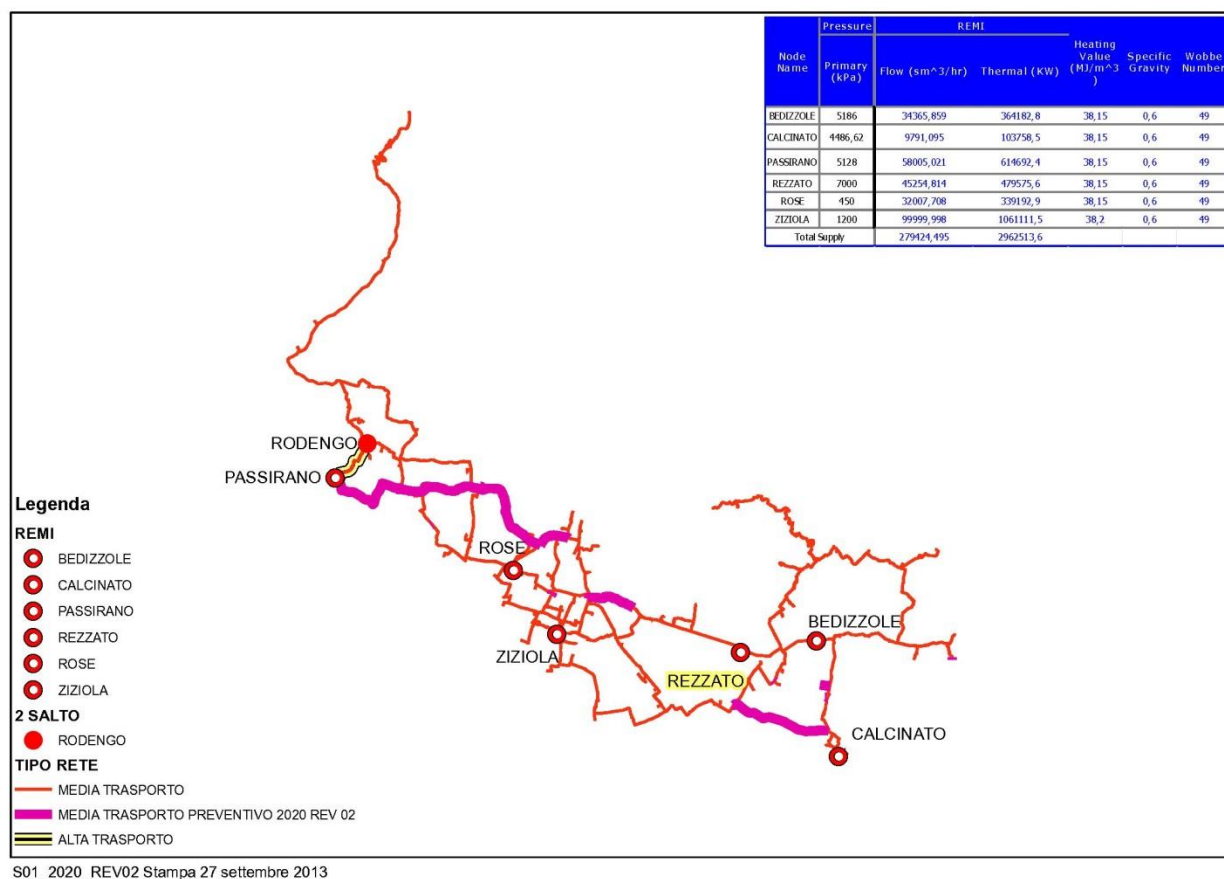 Pressure REMI
Node Name Primary (kPa) Flow (sm^3/hr) Thermal (KW) Heating Value (MJ/m^3 ) Specific Gravity Wobbe Number
BEDIZZOLE 5186 34365,859 364182,8 38,15 0,6 49
CALCINATO 4486,62 9791,095 103758,5 38,15 0,6 49
PASSIRANO 5128 58005,021 614692,4 38,15 0,6 49
REZZATO 7000 45254,814 479575,6 38,15 0,6 49
ROSE 450 32007,708 339192,9 38,15 0,6 49
ZIZIOLA 1200 99999,998 1061111,5 38,2 0,6 49
Total Supply 279424,495 2962513,6
RODENGO
PASSIRANO
ROSE
ZIZIOLA
BEDIZZOLE
REZZATO
CALCINATO
Legenda
REMI
BEDIZZOLE
CALCINATO
PASSIRANO
REZZATO
ROSE
ZIZIOLA
2 SALTO
RODENGO
TIPO RETE
MEDIA TRASPORTO
MEDIA TRASPORTO PREVENTIVO 2020 REV 02
ALTA TRASPORTO
S01 2020 REV02 Stampa 27 settembre 2013